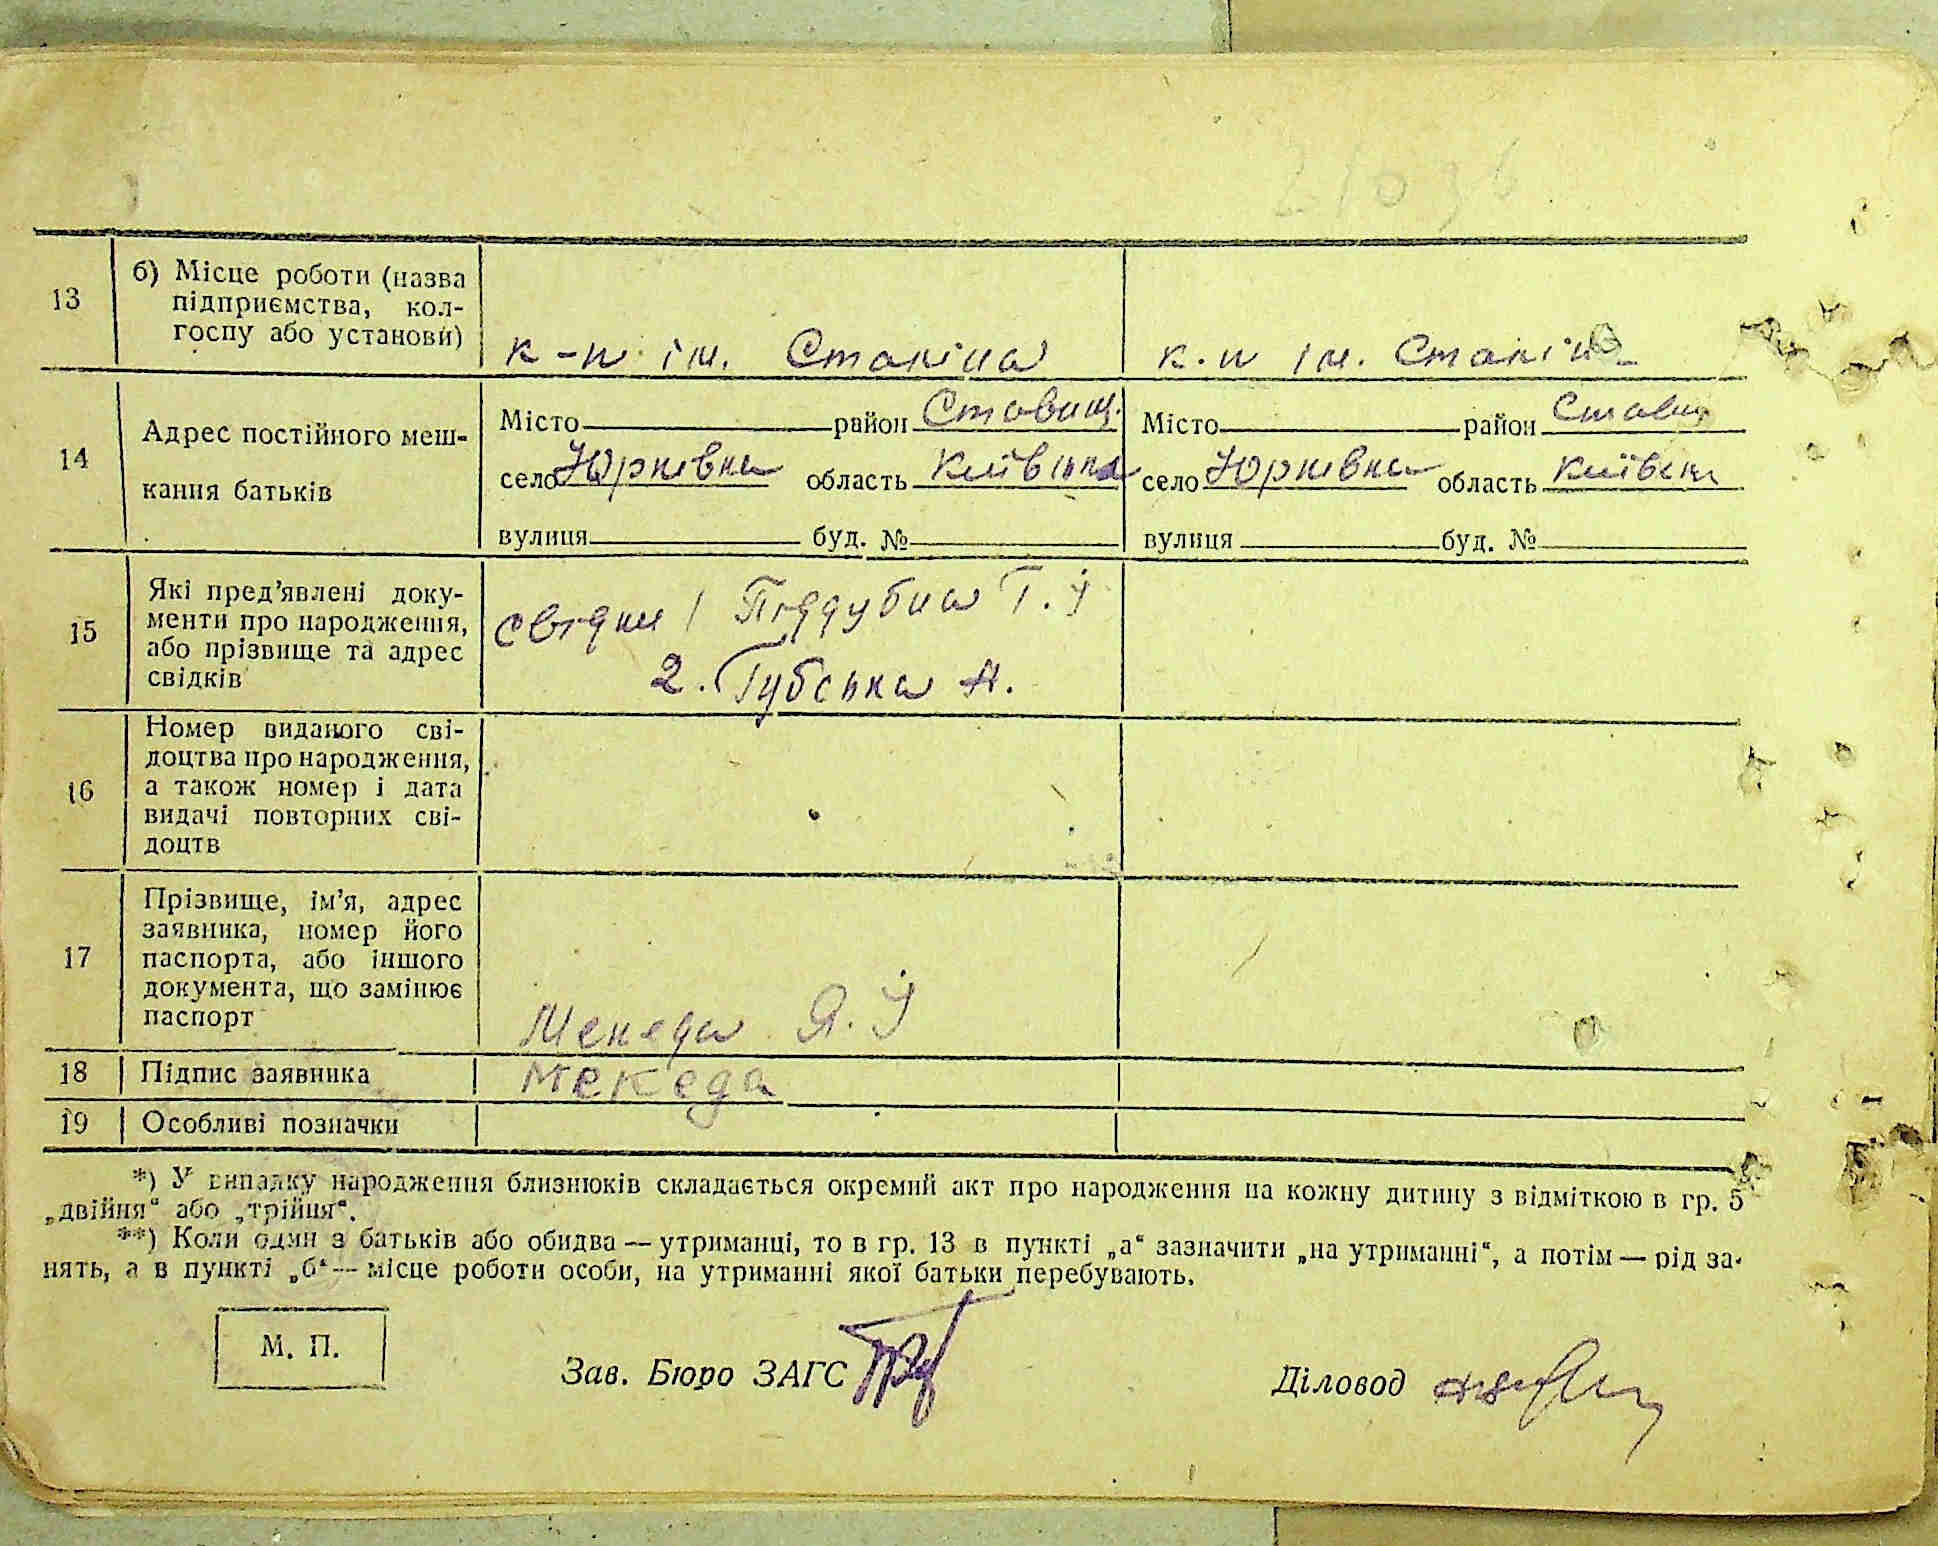 13
б) Місце роботи (назва
підприємства, кол-
госпу або установи)
к-п ім. Сталіна
к.п ім. Сталін
14
Адрес постійного меш-
кання батьків
Місто район Ставищ.
село Юрківка область Київська
вулиця буд. №
Місто район Ставищ
село Юрківка область Київськ
вулиця буд. №
15
Які пред’явлені доку-
менти про народження,
або прізвище та адрес
свідків
Свідки 1 Піддубна Т. І
2. Губська А.
16
Номер виданого сві-
доцтва про народження,
а також номер і дата
видачі повторних сві-
доцтв
17
Прізвище, ім’я, адрес
заявника, номер його
паспорта, або іншого
документа, що замінює
паспорт
Мекеда Я. І
18
Підпис заявника
Мекеда
19
Особливі позначки
*) У випадку народження близнюків складається окремий акт про народження на кожну дитину з відміткою в гр. 5
„двійня“ або „трійня“.
**) Коли один з батьків або обидва — утриманці, то в гр. 13 в пункті „а“ зазначити „на утриманні“, а потім — рід за-
нять, а в пункті „б“ — місце роботи особи, на утриманні якої батьки перебувають.
М. П.
Зав. Бюро ЗАГС
Діловод